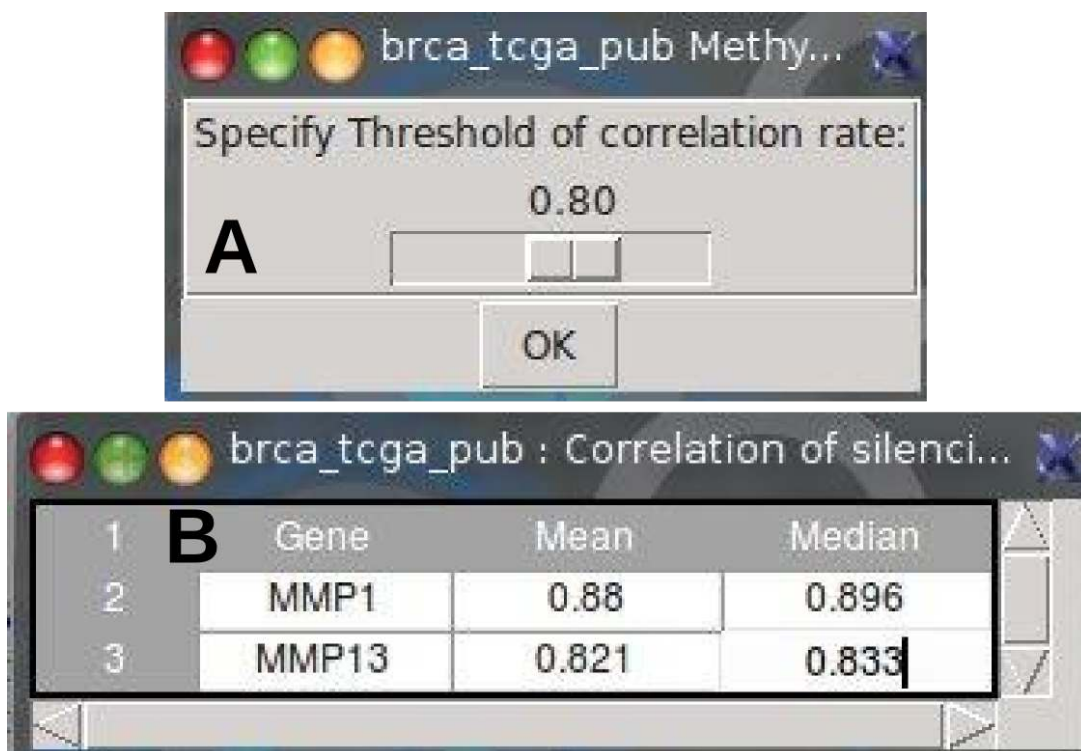 brca_tcga_pub Methy...
Specify Threshold of correlation rate:
0.80
A
OK
brca_tcga_pub : Correlation of silenci...
B
1 Gene Mean Median
2 MMP1 0.88 0.896
3 MMP13 0.821 0.833